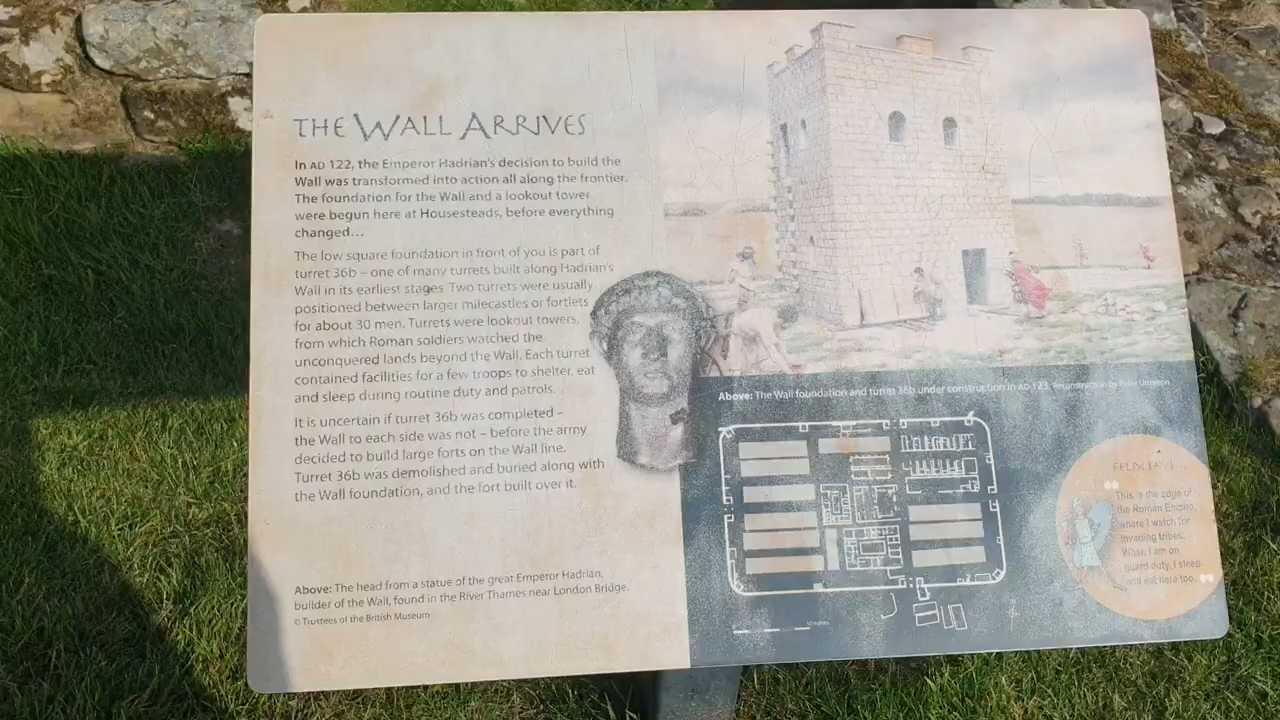 THE WALL ARRIVES
In AD 122, the Emperor Hadrian's decision to build the
Wall was transformed into action all along the frontier.
The foundation for the Wall and a lookout tower
were begun here at Housesteads, before everything
changed...
The low square foundation in front of you is part of
turret 36b – one of many turrets built along Hadrian's
Wall in its earliest stages. Two turrets were usually
positioned between larger milecastles or fortlets
for about 30 men. Turrets were lookout towers,
from which Roman soldiers watched the
unconquered lands beyond the Wall. Each turret
contained facilities for a few troops to shelter, eat
and sleep during routine duty and patrols.
It is uncertain if turret 36b was completed –
the Wall to each side was not – before the army
decided to build large forts on the Wall line.
Turret 36b was demolished and buried along with
the Wall foundation, and the fort built over it.
Above: The head from a statue of the great Emperor Hadrian,
builder of the Wall, found in the River Thames near London Bridge.
© Trustees of the British Museum
Above: The Wall foundation and turret 36b under construction in AD 123. Reconstruction by Peter Urmston
FELIX
"This is the edge of
the Roman Empire,
where I watch for
invading tribes.
When I am on
guard duty, I sleep
and eat here too."